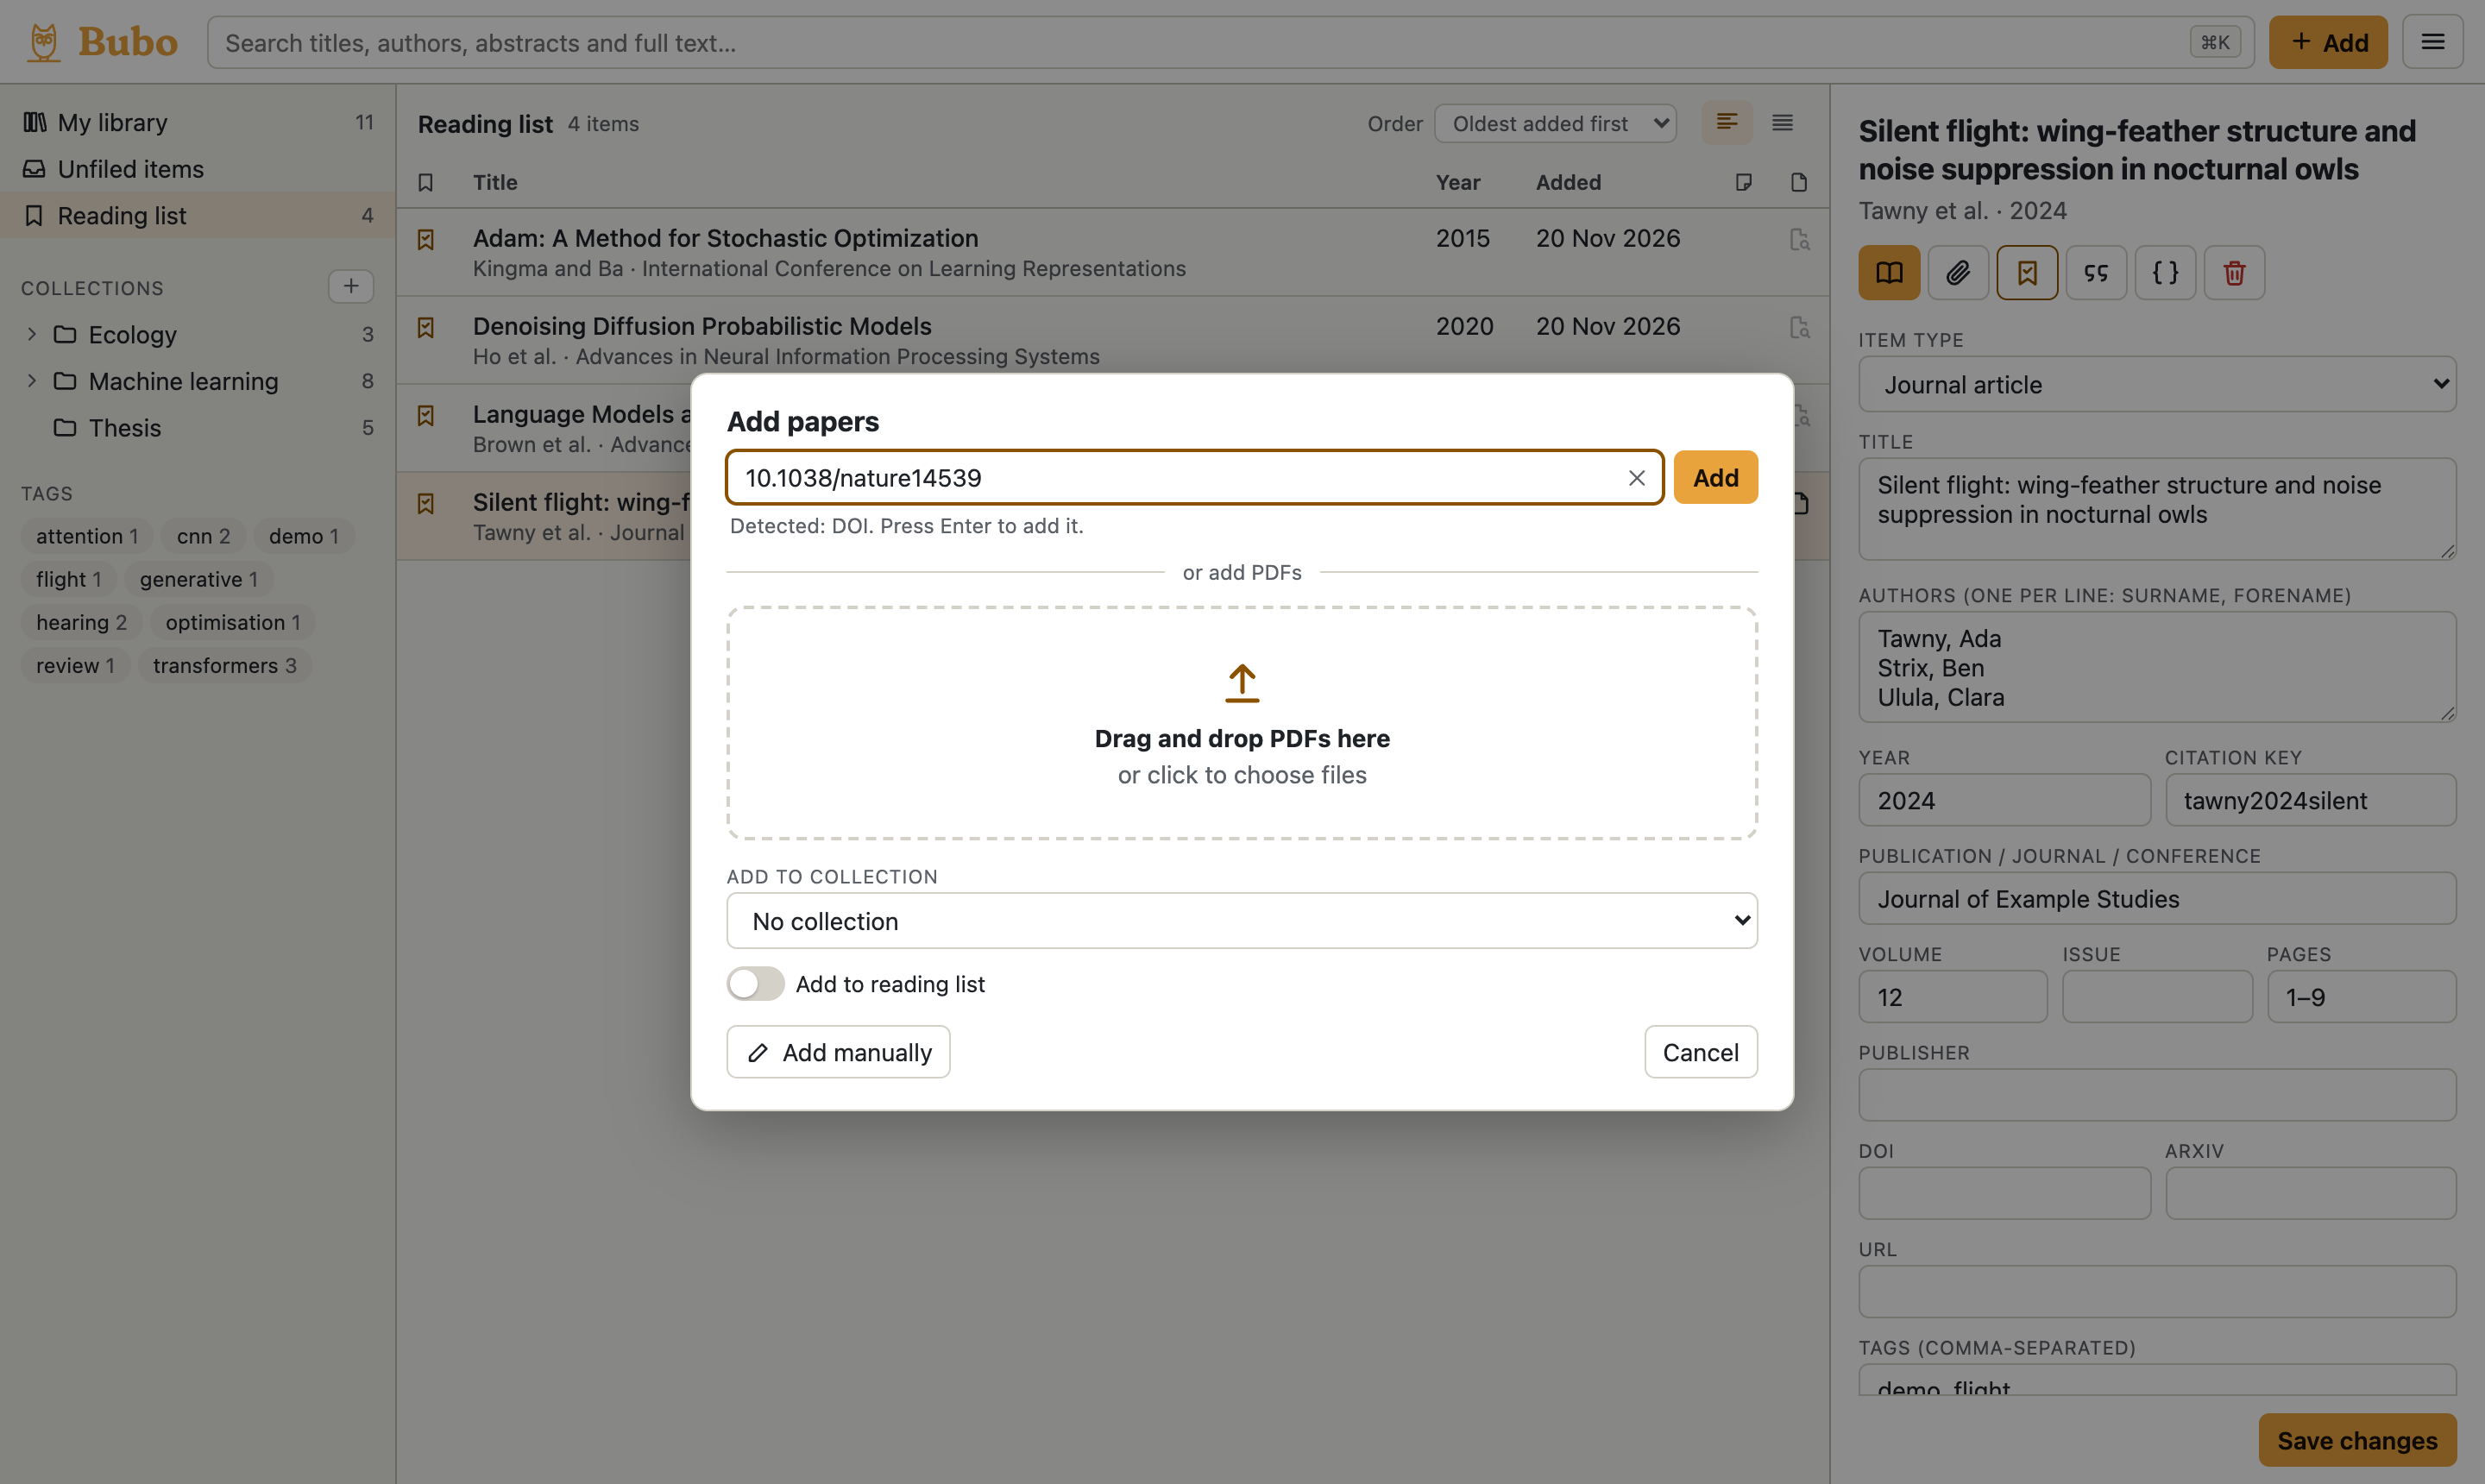 Bubo
Search titles, authors, abstracts and full text...
⌘K
+ Add
My library 11
Unfiled items
Reading list 4
COLLECTIONS
Ecology 3
Machine learning 8
Thesis 5
TAGS
attention 1 cnn 2 demo 1
flight 1 generative 1
hearing 2 optimisation 1
review 1 transformers 3
Reading list 4 items
Order Oldest added first
Title Year Added
Adam: A Method for Stochastic Optimization 2015 20 Nov 2026
Kingma and Ba · International Conference on Learning Representations
Denoising Diffusion Probabilistic Models 2020 20 Nov 2026
Ho et al. · Advances in Neural Information Processing Systems
Language Models
Brown et al. · Advance
Silent flight: wing-f
Tawny et al. · Journal
Add papers
10.1038/nature14539
Add
Detected: DOI. Press Enter to add it.
or add PDFs
Drag and drop PDFs here
or click to choose files
ADD TO COLLECTION
No collection
Add to reading list
Add manually
Cancel
Silent flight: wing-feather structure and
noise suppression in nocturnal owls
Tawny et al. · 2024
ITEM TYPE
Journal article
TITLE
Silent flight: wing-feather structure and noise
suppression in nocturnal owls
AUTHORS (ONE PER LINE: SURNAME, FORENAME)
Tawny, Ada
Strix, Ben
Ulula, Clara
YEAR CITATION KEY
2024 tawny2024silent
PUBLICATION / JOURNAL / CONFERENCE
Journal of Example Studies
VOLUME ISSUE PAGES
12 1–9
PUBLISHER
DOI ARXIV
URL
TAGS (COMMA-SEPARATED)
demo, flight
Save changes